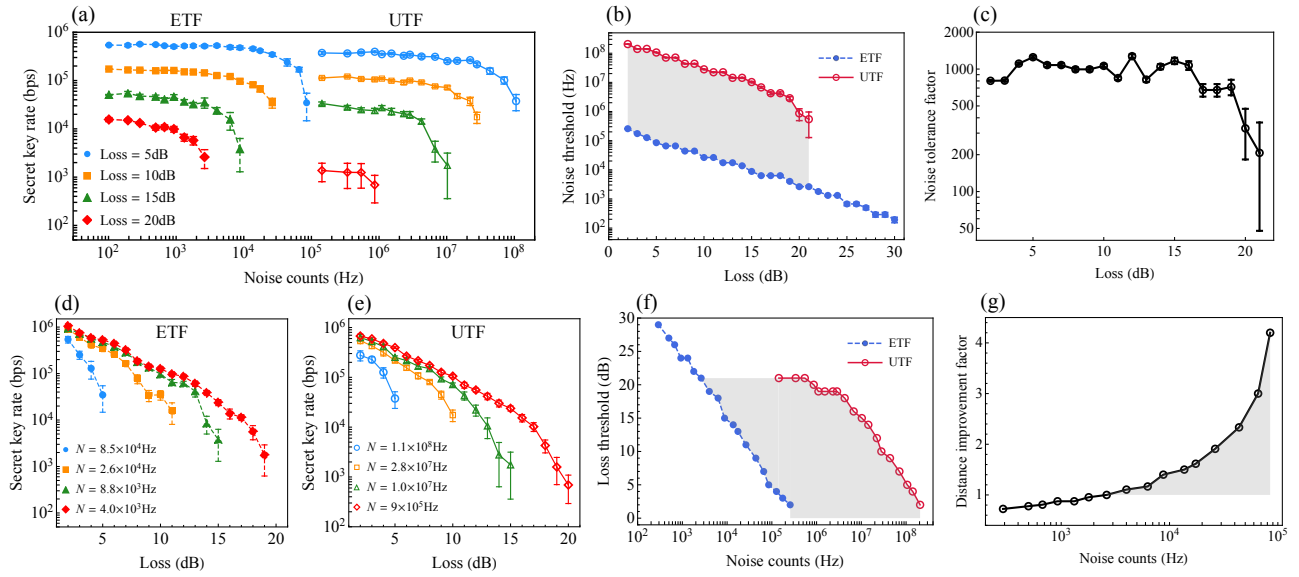 (a)
ETF
UTF
10^6
10^5
10^4
10^3
10^2
Secret key rate (bps)
Loss = 5dB
Loss = 10dB
Loss = 15dB
Loss = 20dB
10^2 10^3 10^4 10^5 10^6 10^7 10^8
Noise counts (Hz)
(b)
ETF
UTF
10^8
10^7
10^6
10^5
10^4
10^3
10^2
Noise threshold (Hz)
0 5 10 15 20 25 30
Loss (dB)
(c)
2000
1000
500
200
100
50
Noise tolerance factor
5 10 15 20
Loss (dB)
(d)
ETF
10^6
10^5
10^4
10^3
10^2
Secret key rate (bps)
N = 8.5×10^4Hz
N = 2.6×10^4Hz
N = 8.8×10^3Hz
N = 4.0×10^3Hz
5 10 15 20
Loss (dB)
(e)
UTF
10^6
10^5
10^4
10^3
10^2
N = 1.1×10^8Hz
N = 2.8×10^7Hz
N = 1.0×10^7Hz
N = 9×10^5Hz
5 10 15 20
Loss (dB)
(f)
ETF
UTF
30
25
20
15
10
5
0
Loss threshold (dB)
10^2 10^3 10^4 10^5 10^6 10^7 10^8
Noise counts (Hz)
(g)
4
3
2
1
Distance improvement factor
10^3 10^4 10^5
Noise counts (Hz)